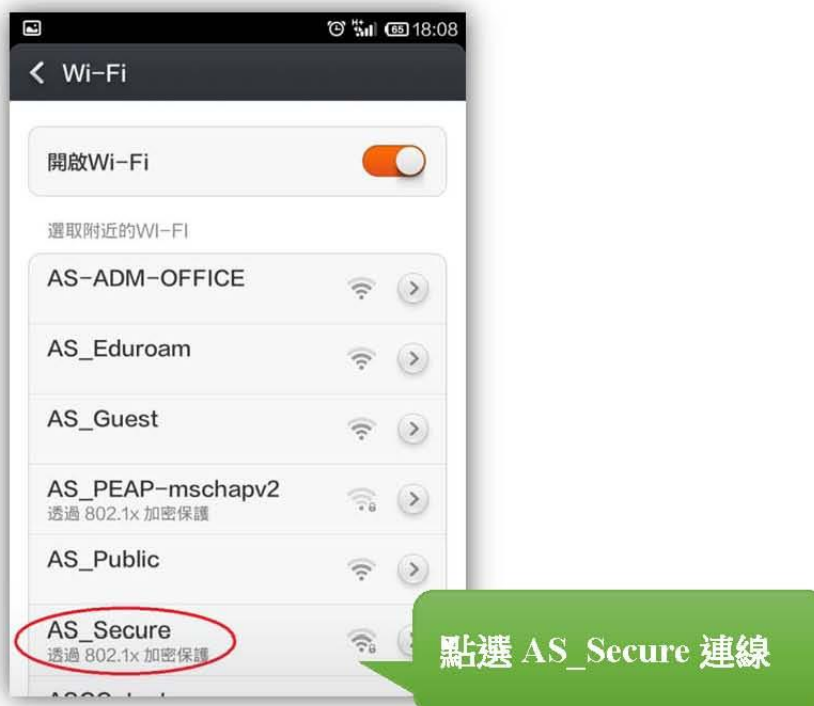 H+
65
18:08
Wi-Fi
開啟Wi-Fi
選取附近的WI-FI
AS-ADM-OFFICE
AS_Eduroam
AS_Guest
AS_PEAP-mschapv2
透過 802.1x 加密保護
AS_Public
AS_Secure
透過 802.1x 加密保護
點選 AS_Secure 連線